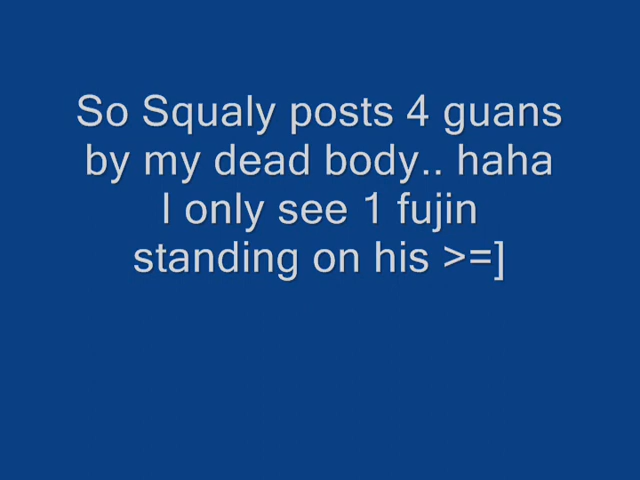 So Squaly posts 4 guans
by my dead body.. haha
I only see 1 fujin
standing on his >=]